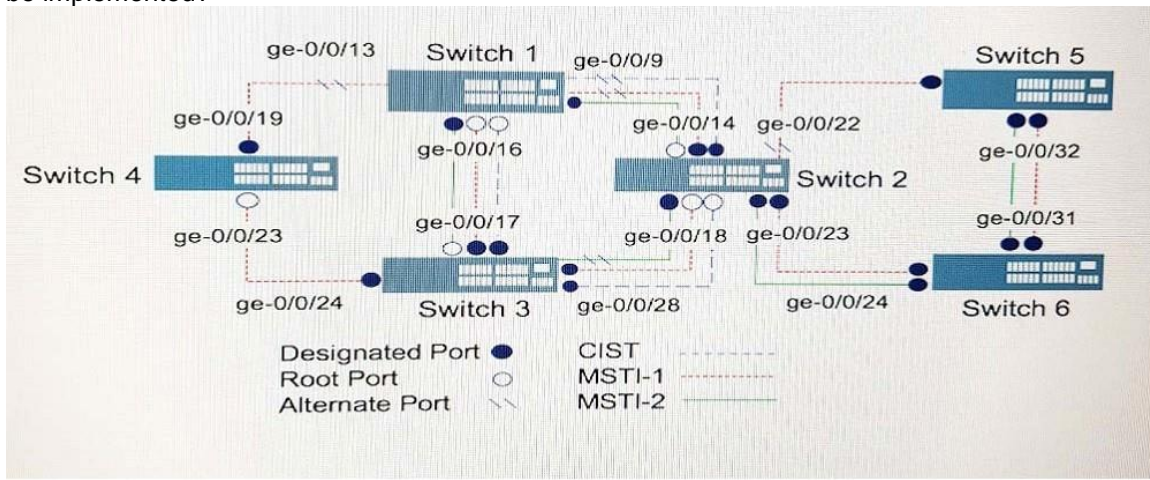 be implemented?
ge-0/0/13
Switch 1
ge-0/0/9
Switch 5
ge-0/0/19
ge-0/0/14
ge-0/0/22
ge-0/0/16
ge-0/0/32
Switch 4
Switch 2
ge-0/0/17
ge-0/0/31
ge-0/0/23
ge-0/0/18
ge-0/0/23
ge-0/0/24
Switch 3
ge-0/0/28
ge-0/0/24
Switch 6
Designated Port
CIST
Root Port
MSTI-1
Alternate Port
MSTI-2